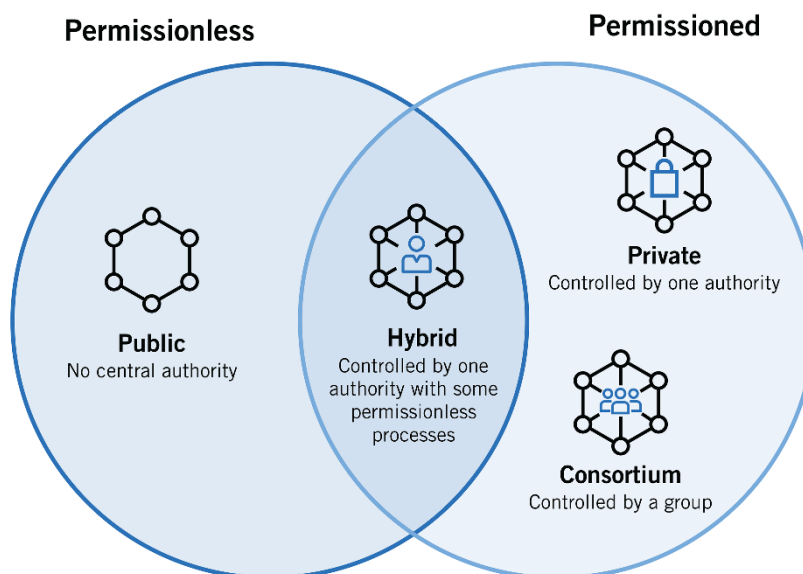 Permissionless
Permissioned
Public
No central authority
Hybrid
Controlled by one
authority with some
permissionless
processes
Private
Controlled by one authority
Consortium
Controlled by a group